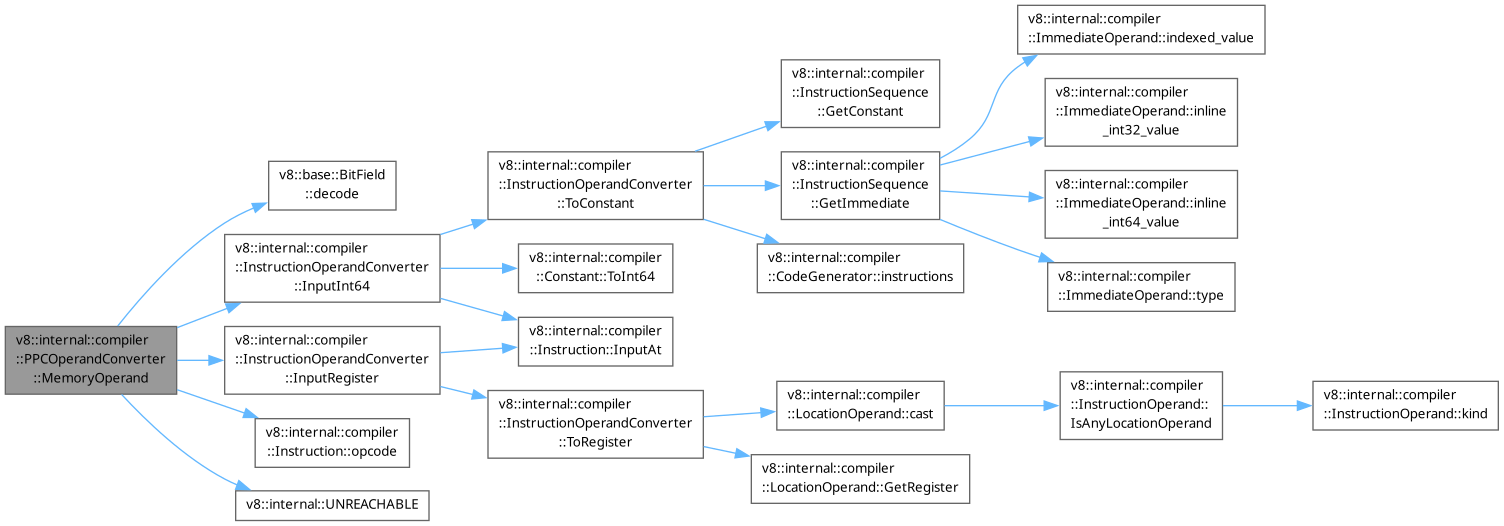 v8::internal::compiler
::PPCOperandConverter
::MemoryOperand
v8::base::BitField
::decode
v8::internal::compiler
::InstructionOperandConverter
::InputInt64
v8::internal::compiler
::InstructionOperandConverter
::ToConstant
v8::internal::compiler
::InstructionSequence
::GetConstant
v8::internal::compiler
::InstructionSequence
::GetImmediate
v8::internal::compiler
::ImmediateOperand::indexed_value
v8::internal::compiler
::ImmediateOperand::inline
_int32_value
v8::internal::compiler
::ImmediateOperand::inline
_int64_value
v8::internal::compiler
::ImmediateOperand::type
v8::internal::compiler
::CodeGenerator::instructions
v8::internal::compiler
::Constant::ToInt64
v8::internal::compiler
::Instruction::InputAt
v8::internal::compiler
::InstructionOperandConverter
::InputRegister
v8::internal::compiler
::InstructionOperandConverter
::ToRegister
v8::internal::compiler
::LocationOperand::cast
v8::internal::compiler
::InstructionOperand::
IsAnyLocationOperand
v8::internal::compiler
::InstructionOperand::kind
v8::internal::compiler
::LocationOperand::GetRegister
v8::internal::compiler
::Instruction::opcode
v8::internal::UNREACHABLE